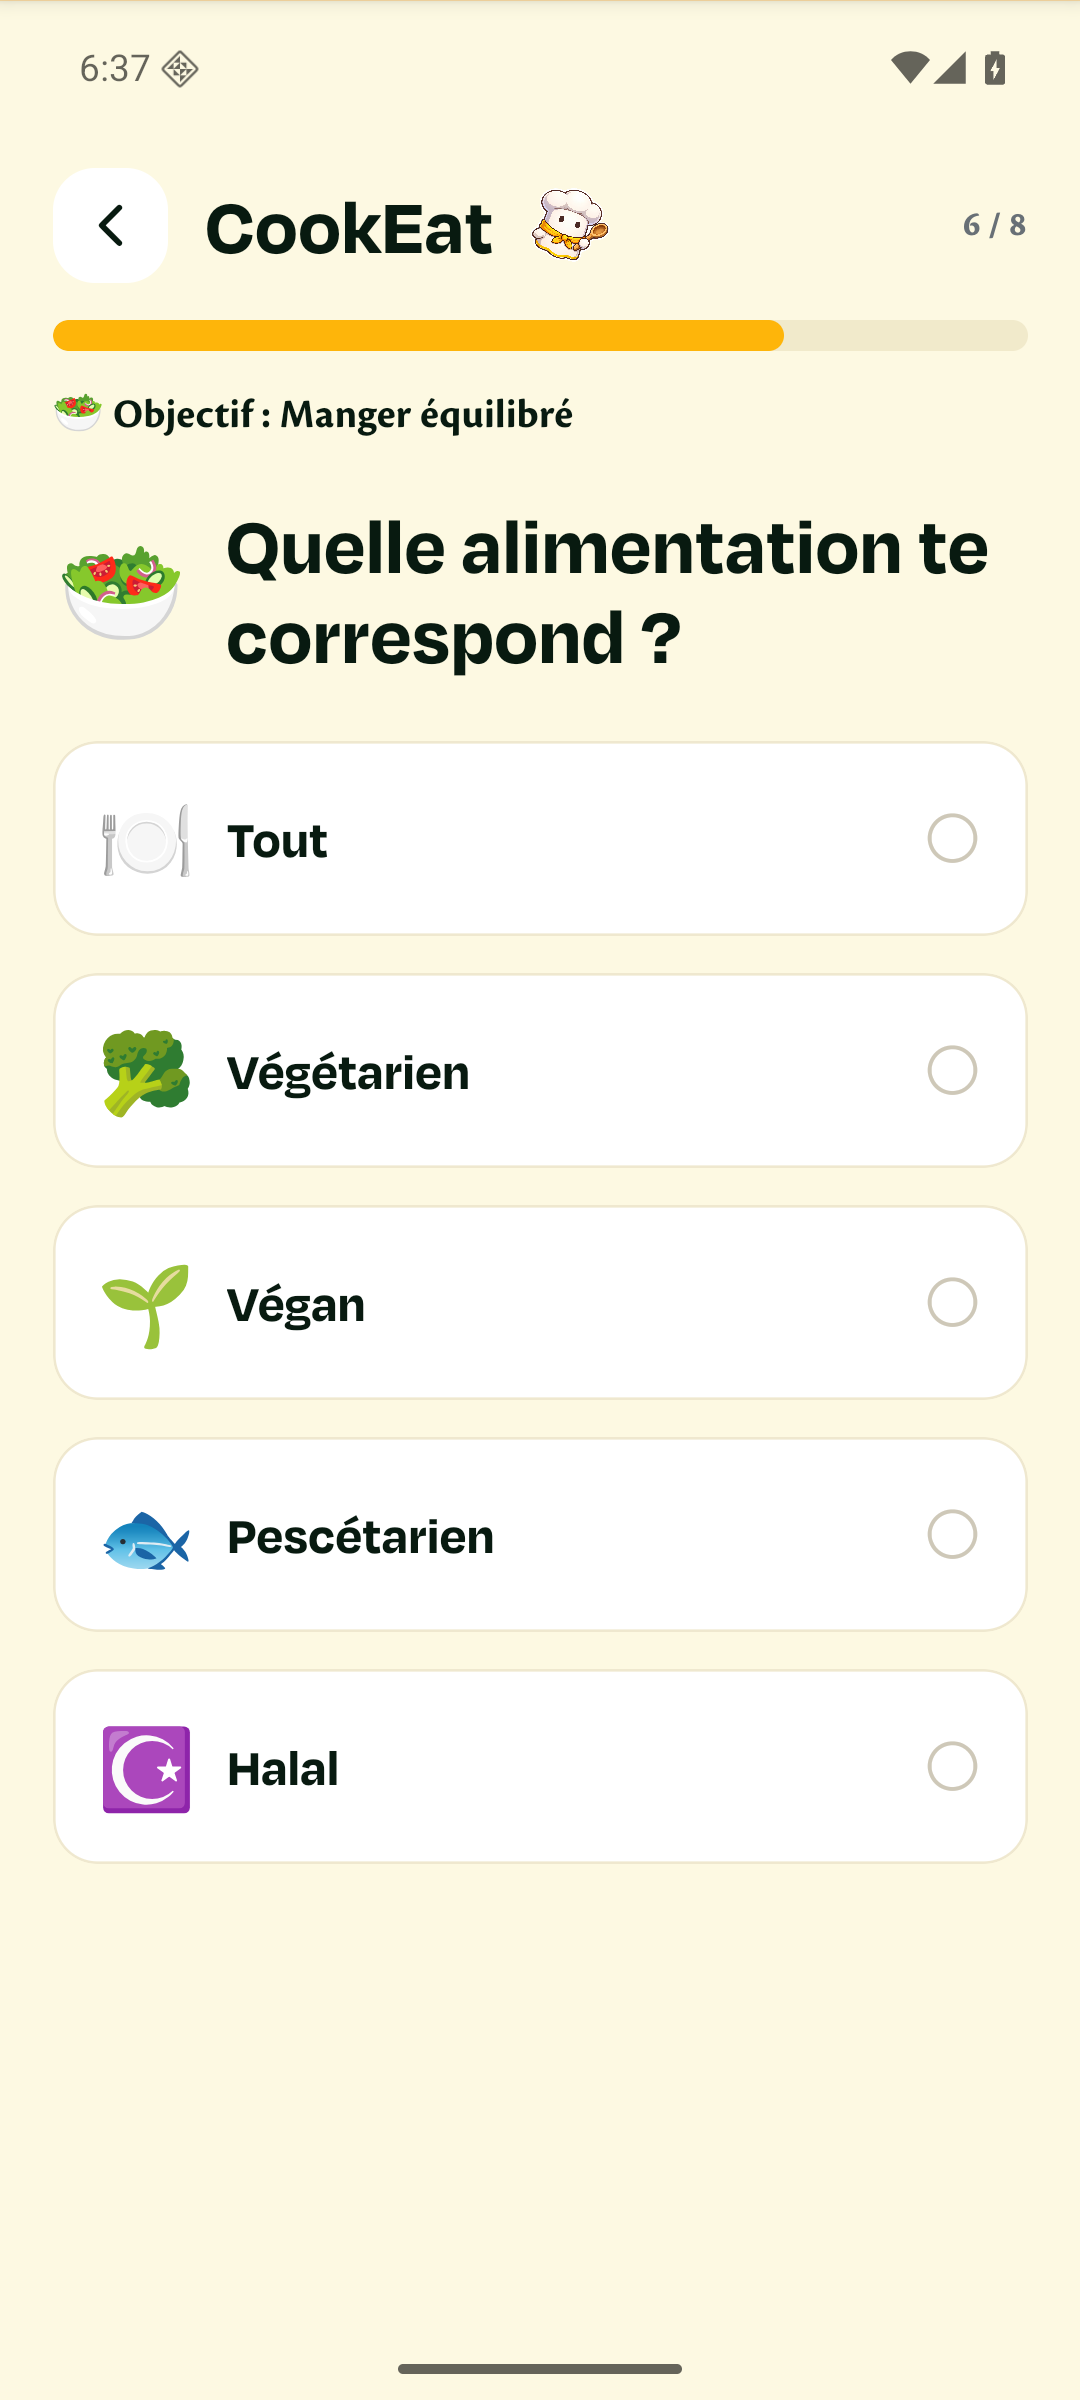 6:37
CookEat
6 / 8
Objectif : Manger équilibré
Quelle alimentation te
correspond ?
Tout
Végétarien
Végan
Pescétarien
Halal